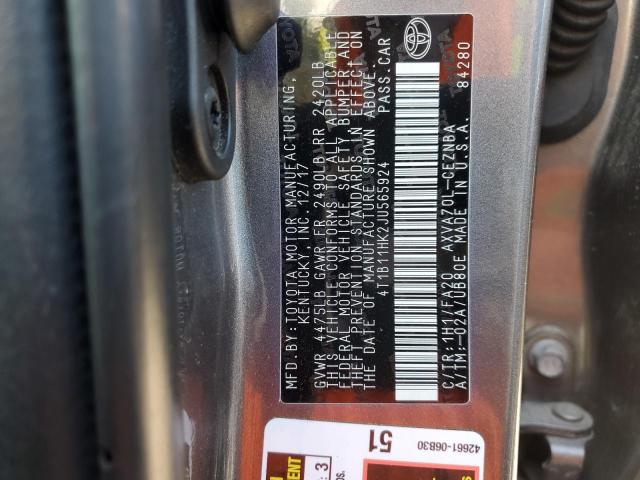 MFD.BY:TOYOTA MOTOR MANUFACTURING,
KENTUCKY, INC. 12/17
GVWR 4475LB GAWR FR 2490LB RR 2420LB
THIS VEHICLE CONFORMS TO ALL APPLICABLE
FEDERAL MOTOR VEHICLE SAFETY, BUMPER AND
THEFT PREVENTION STANDARDS IN EFFECT ON
THE DATE OF MANUFACTURE SHOWN ABOVE.
4T1B11HK2JU565924 PASS.CAR
C/TR:1H1/FA20 AXVA70L-CEZNBA
A/TM:-02A/UB80E MADE IN U.S.A. 84280
42661-06B30
51
3